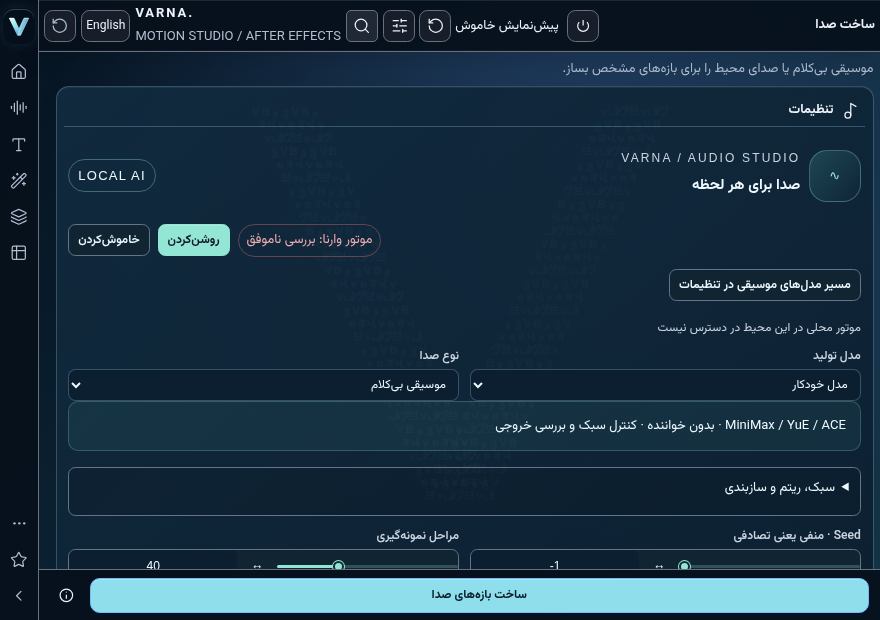 ساخت صدا
پیش‌نمایش خاموش
VARNA.
MOTION STUDIO / AFTER EFFECTS
English
موسیقی بی‌کلام یا صدای محیط را برای بازه‌های مشخص بساز.
تنظیمات
VARNA / AUDIO STUDIO
صدا برای هر لحظه
LOCAL AI
موتور وارنا: بررسی ناموفق
روشن‌کردن
خاموش‌کردن
مسیر مدل‌های موسیقی در تنظیمات
موتور محلی در این محیط در دسترس نیست
مدل تولید
نوع صدا
مدل خودکار
موسیقی بی‌کلام
MiniMax / YuE / ACE · بدون خواننده · کنترل سبک و بررسی خروجی
سبک، ریتم و سازبندی
Seed · منفی یعنی تصادفی
مراحل نمونه‌گیری
-1
40
ساخت بازه‌های صدا